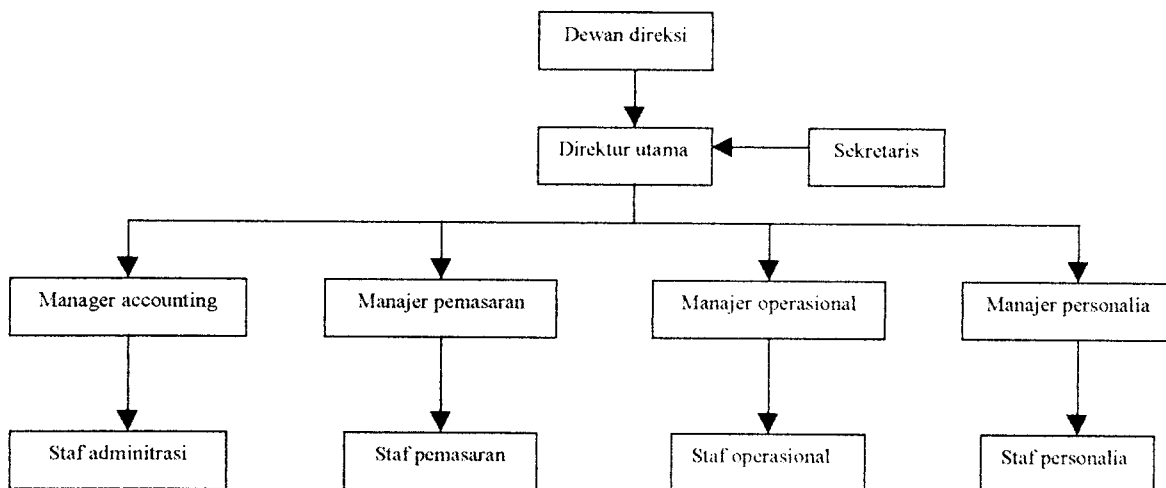 Dewan direksi
Direktur utama
Sekretaris
Manager accounting
Manajer pemasaran
Manajer operasional
Manajer personalia
Staf adminitrasi
Staf pemasaran
Staf operasional
Staf personalia